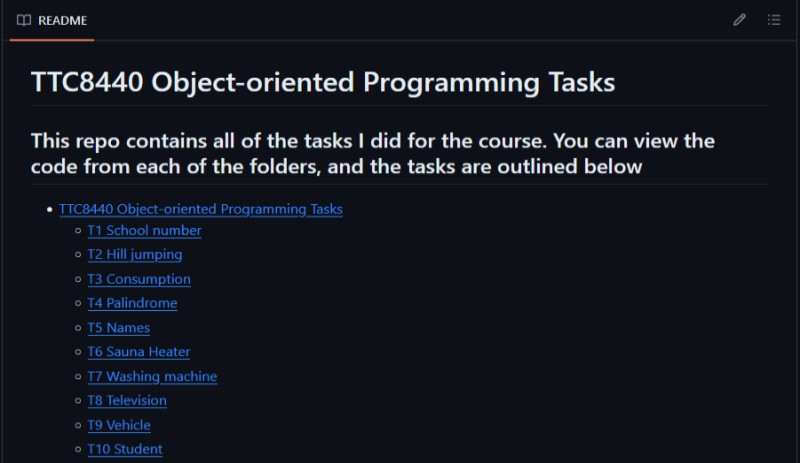 README
TTC8440 Object-oriented Programming Tasks
This repo contains all of the tasks I did for the course. You can view the
code from each of the folders, and the tasks are outlined below
TTC8440 Object-oriented Programming Tasks
T1 School number
T2 Hill jumping
T3 Consumption
T4 Palindrome
T5 Names
T6 Sauna Heater
T7 Washing machine
T8 Television
T9 Vehicle
T10 Student